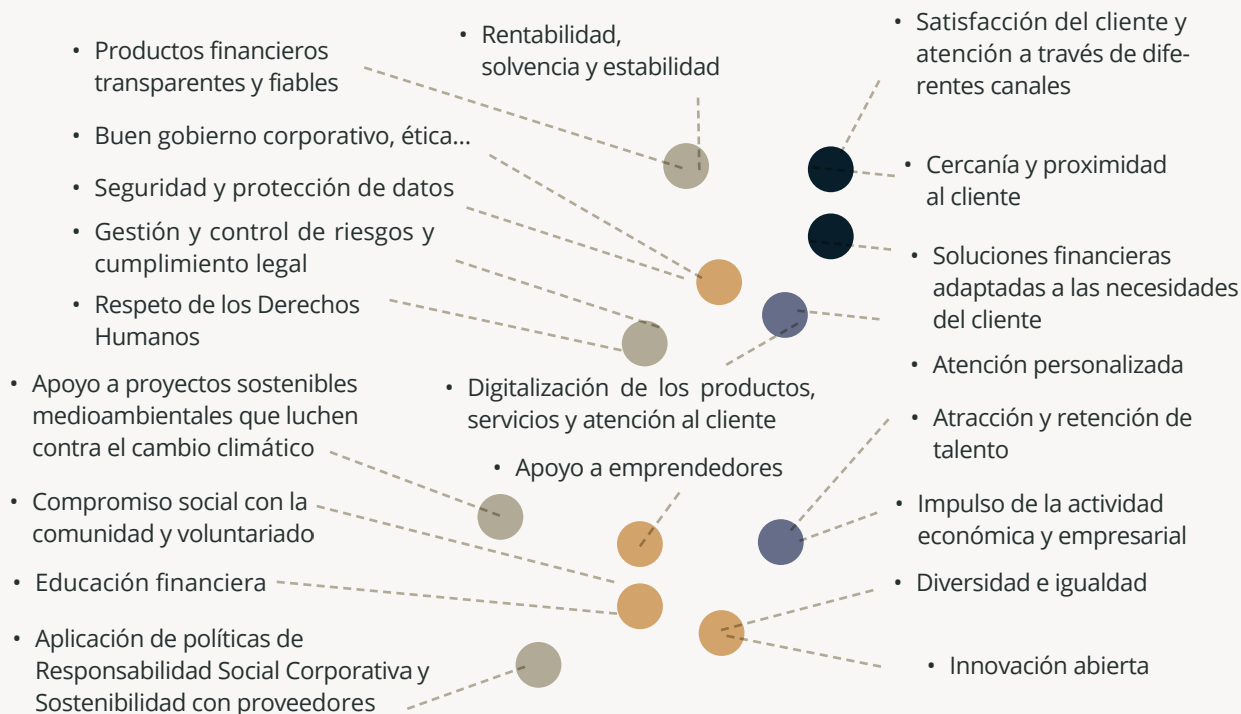 • Productos financieros
transparentes y fiables
• Rentabilidad,
solvencia y estabilidad
• Satisfacción del cliente y
atención a través de dife-
rentes canales
• Buen gobierno corporativo, ética...
• Seguridad y protección de datos
• Gestión y control de riesgos y
cumplimiento legal
• Respeto de los Derechos
Humanos
• Cercanía y proximidad
al cliente
• Soluciones financieras
adaptadas a las necesidades
del cliente
• Atención personalizada
• Apoyo a proyectos sostenibles
medioambientales que luchen
contra el cambio climático
• Digitalización de los productos,
servicios y atención al cliente
• Atracción y retención de
talento
• Apoyo a emprendedores
• Compromiso social con la
comunidad y voluntariado
• Impulso de la actividad
económica y empresarial
• Educación financiera
• Diversidad e igualdad
• Aplicación de políticas de
Responsabilidad Social Corporativa y
Sostenibilidad con proveedores
• Innovación abierta